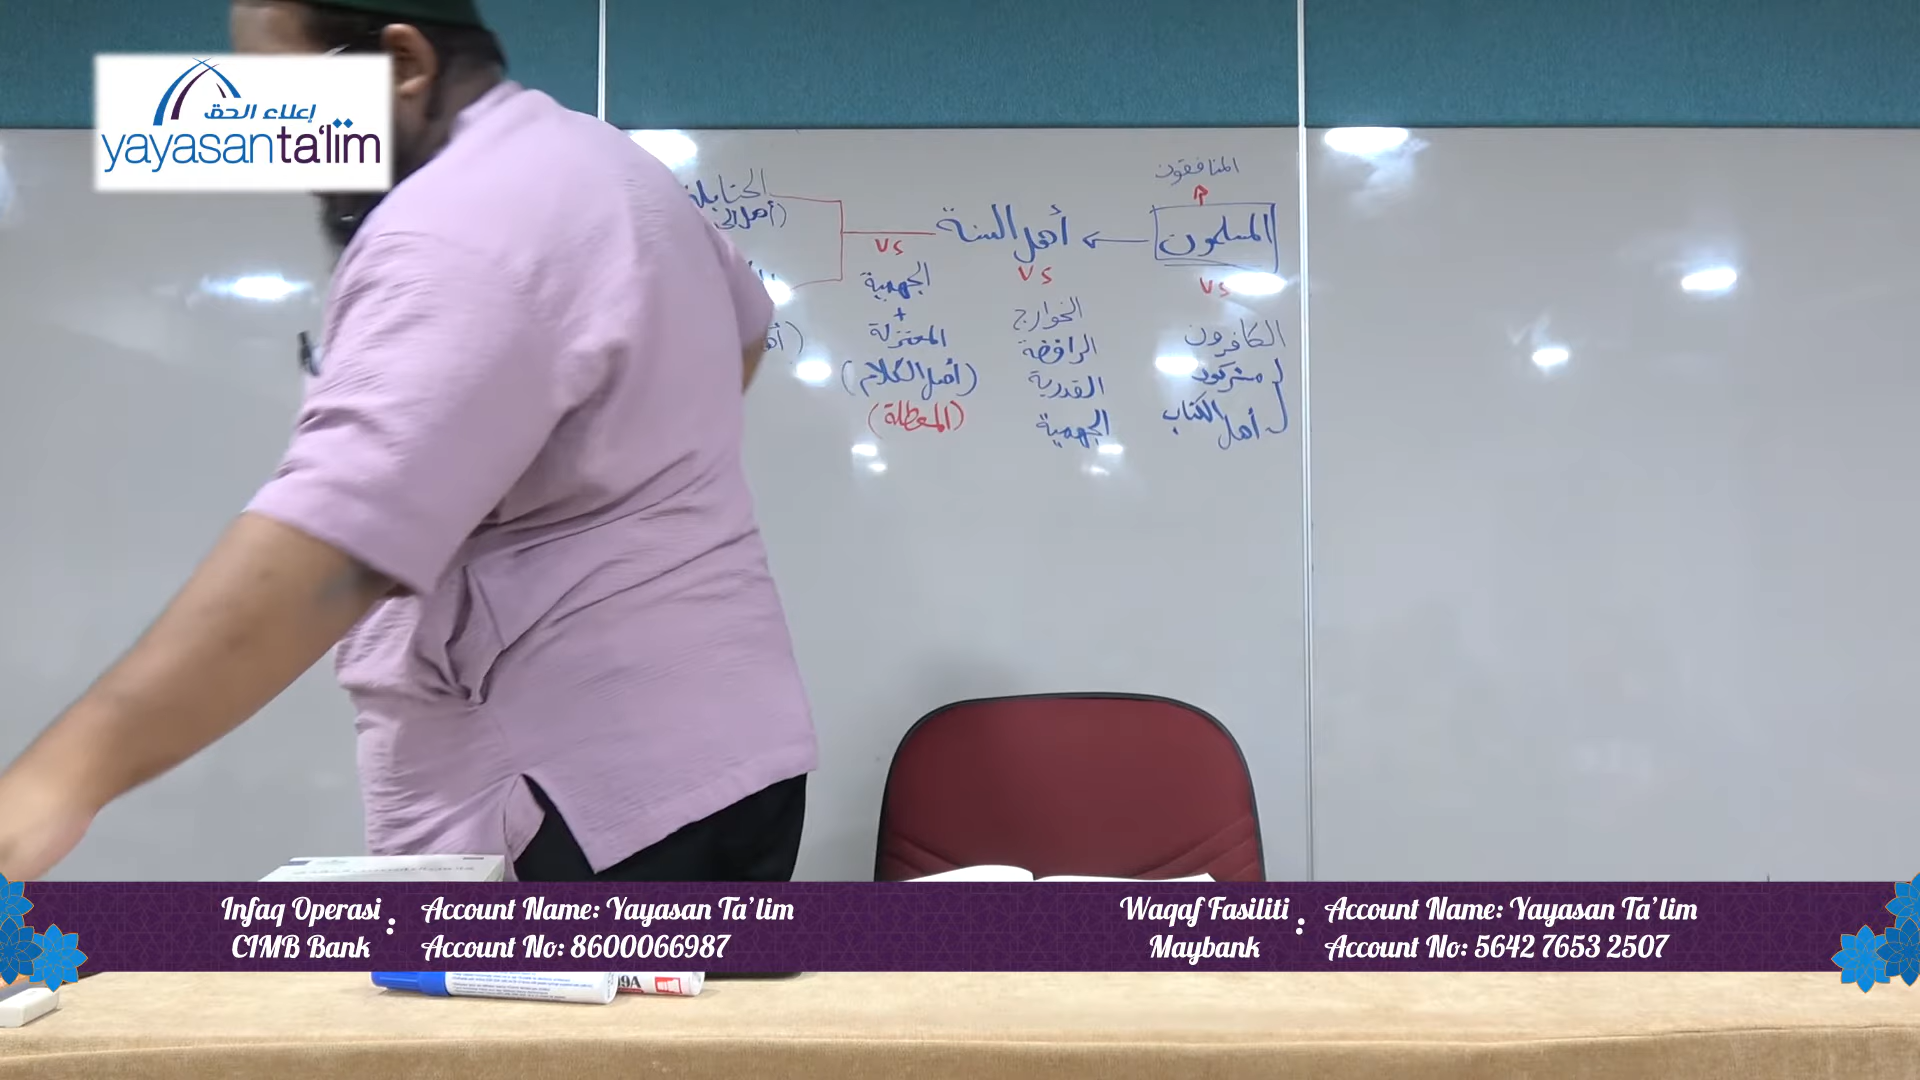 إعلاء الحق
yayasanta'lim
المنافقون
المسلمون
أهل السنة
vs
الكافرون
مشركون
أهل الكتاب
vs
الخوارج
الرافضة
القدرية
الجهمية
vs
الجهمية
+
المعتزلة
(أهل الكلام)
(المعطلة)
الحنابلة
Infaq Operasi : Account Name: Yayasan Ta'lim
CIMB Bank Account No: 8600066987
Waqaf Fasiliti : Account Name: Yayasan Ta'lim
Maybank Account No: 5642 7653 2507